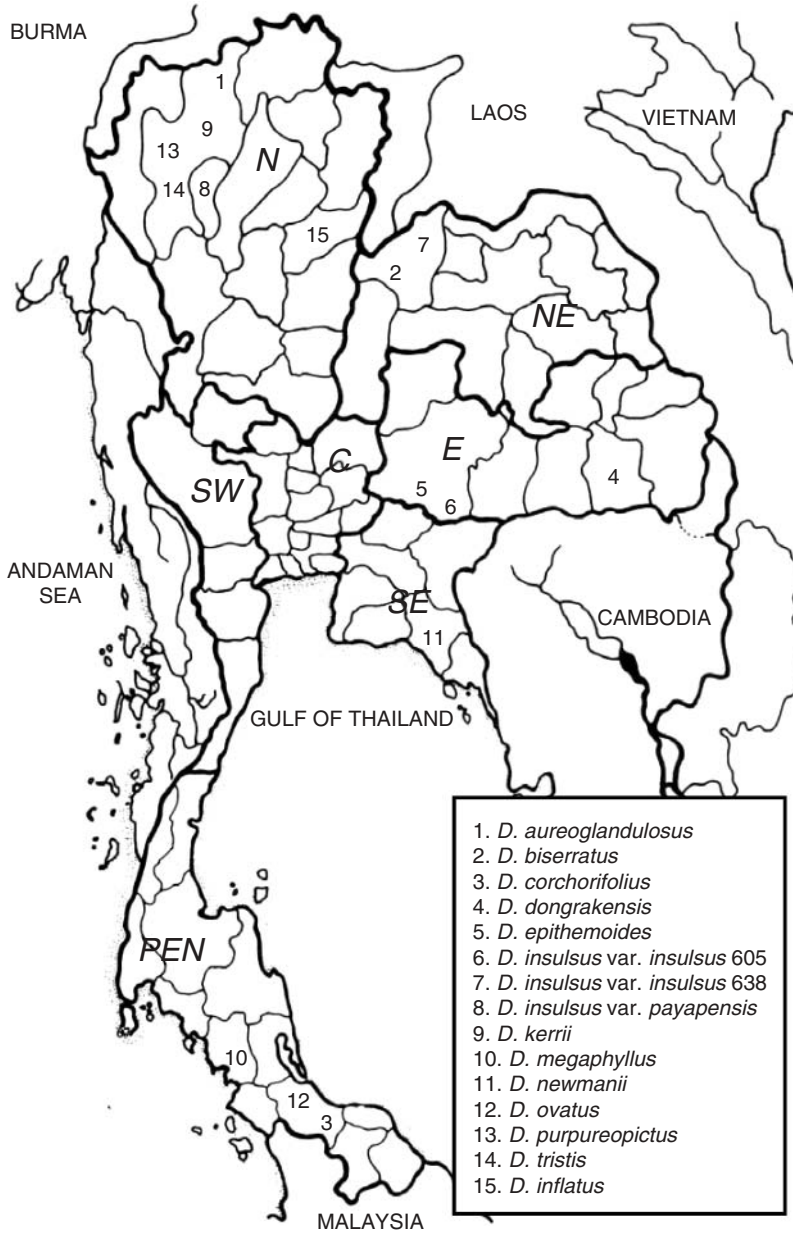 BURMA
LAOS
VIETNAM
1
9
13
N
14
8
15
7
2
NE
C
E
SW
5
6
4
ANDAMAN
SEA
SE
CAMBODIA
11
GULF OF THAILAND
PEN
10
12
3
MALAYSIA
1. D. aureoglandulosus
2. D. biserratus
3. D. corchorifolius
4. D. dongrakensis
5. D. epithemoides
6. D. insulsus var. insulsus 605
7. D. insulsus var. insulsus 638
8. D. insulsus var. payapensis
9. D. kerrii
10. D. megaphyllus
11. D. newmanii
12. D. ovatus
13. D. purpureopictus
14. D. tristis
15. D. inflatus